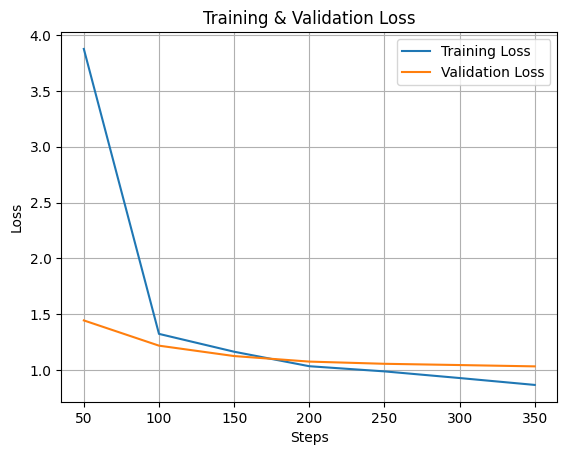 Training & Validation Loss
Training Loss
Validation Loss
4.0
3.5
3.0
2.5
2.0
1.5
1.0
Loss
50 100 150 200 250 300 350
Steps